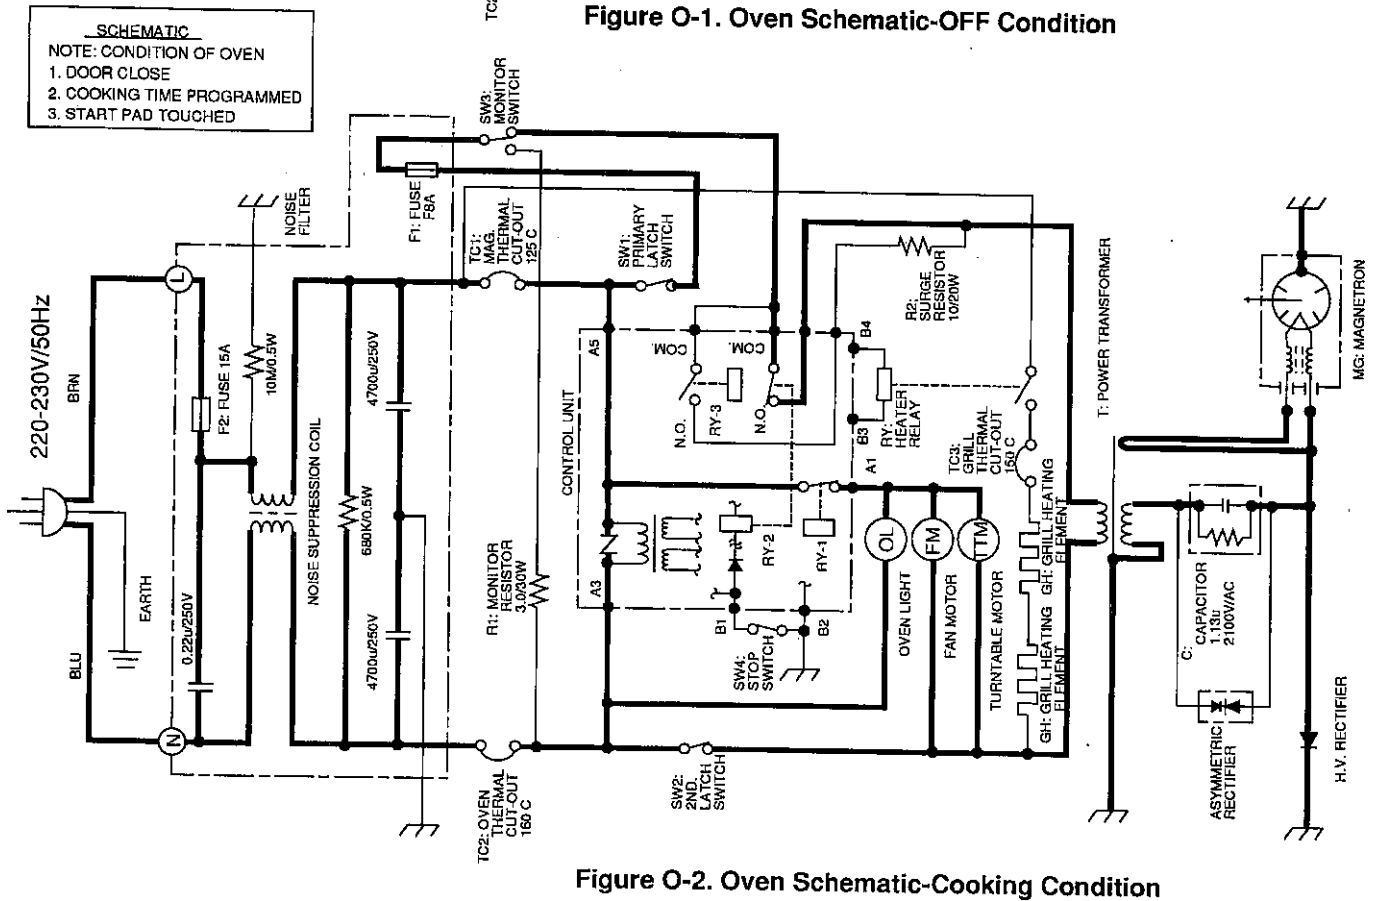 Figure O-1. Oven Schematic-OFF Condition
SCHEMATIC
NOTE: CONDITION OF OVEN
1. DOOR CLOSE
2. COOKING TIME PROGRAMMED
3. START PAD TOUCHED
220-230V/50Hz
BRN
BLU
EARTH
L
N
F2: FUSE 15A
0.22u/250V
10M/0.5W
NOISE
FILTER
NOISE SUPPRESSION COIL
680K/0.5W
4700u/250V
4700u/250V
F1: FUSE
F8A
SW3:
MONITOR
SWITCH
TC1:
MAG.
THERMAL
CUT-OUT
125 C
SW1:
PRIMARY
LATCH
SWITCH
TC2: OVEN
THERMAL
CUT-OUT
160 C
R1: MONITOR
RESISTOR
3.0/30W
CONTROL UNIT
A5
A3
COM.
COM.
N.O.
N.O.
RY-3
RY-2
RY-1
B4
B3
A1
B1
B2
RY:
HEATER
RELAY
R2:
SURGE
RESISTOR
10/20W
SW4:
STOP
SWITCH
SW2:
2ND.
LATCH
SWITCH
OL
FM
TTM
OVEN LIGHT
FAN MOTOR
TURNTABLE MOTOR
TC3:
GRILL
THERMAL
CUT-OUT
150 C
GH: GRILL HEATING
ELEMENT
GH: GRILL HEATING
ELEMENT
T: POWER TRANSFORMER
C:
CAPACITOR
1.13u
2100V/AC
ASYMMETRIC
RECTIFIER
H.V. RECTIFIER
MG: MAGNETRON
Figure O-2. Oven Schematic-Cooking Condition